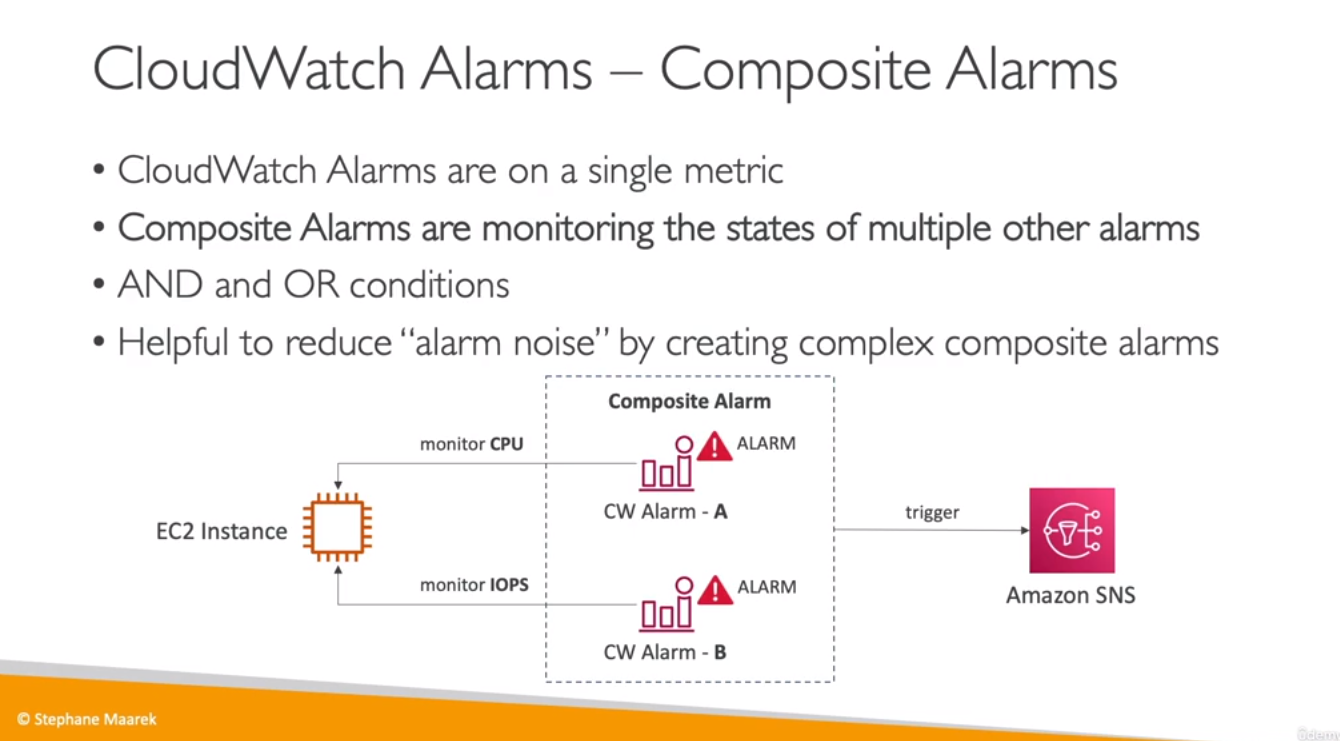 CloudWatch Alarms – Composite Alarms
• CloudWatch Alarms are on a single metric
• Composite Alarms are monitoring the states of multiple other alarms
• AND and OR conditions
• Helpful to reduce “alarm noise” by creating complex composite alarms
Composite Alarm
monitor CPU
ALARM
CW Alarm - A
EC2 Instance
trigger
monitor IOPS
ALARM
Amazon SNS
CW Alarm - B
© Stephane Maarek
ûdemy